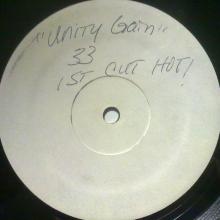 "Unity Gain"
33
1ST CUT HOT!